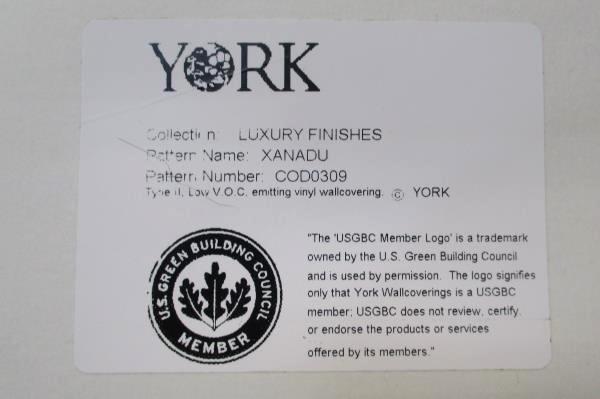 YORK
Collection: LUXURY FINISHES
Pattern Name: XANADU
Pattern Number: COD0309
Type II, Low V.O.C. emitting vinyl wallcovering. © YORK
U.S. GREEN BUILDING COUNCIL
MEMBER
"The 'USGBC Member Logo' is a trademark
owned by the U.S. Green Building Council
and is used by permission. The logo signifies
only that York Wallcoverings is a USGBC
member; USGBC does not review, certify,
or endorse the products or services
offered by its members."